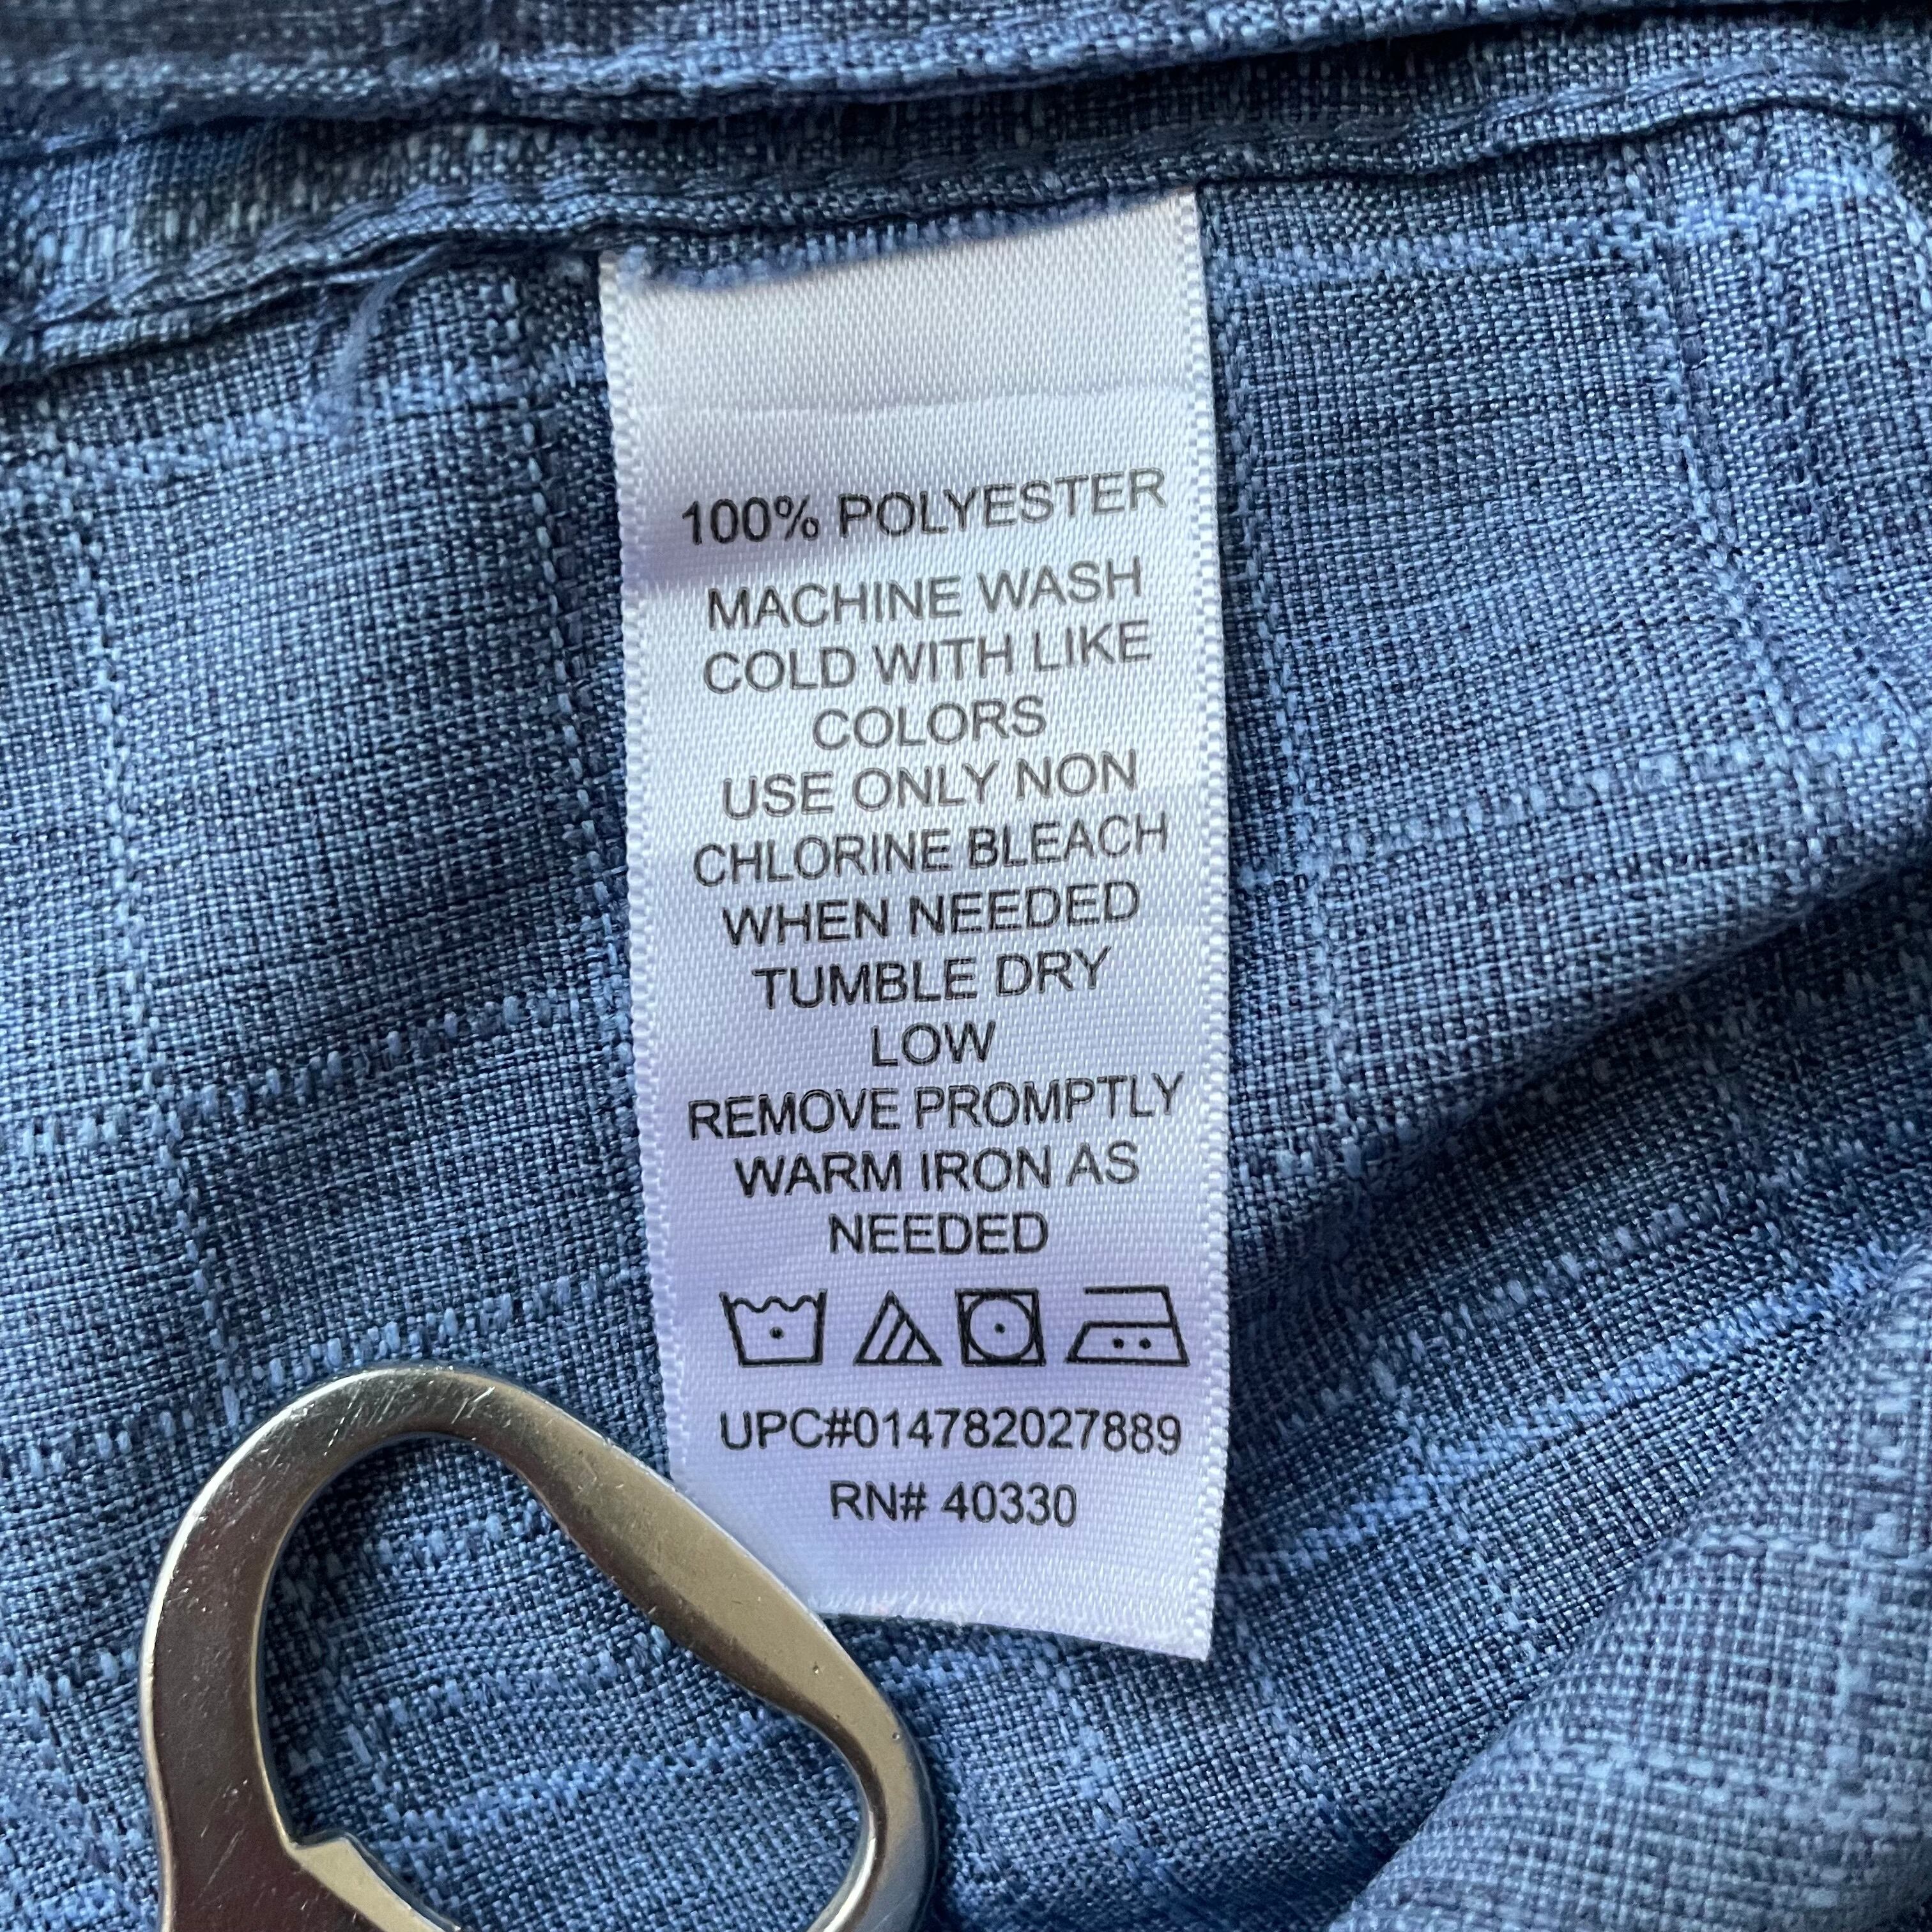 100% POLYESTER
MACHINE WASH
COLD WITH LIKE
COLORS
USE ONLY NON
CHLORINE BLEACH
WHEN NEEDED
TUMBLE DRY
LOW
REMOVE PROMPTLY
WARM IRON AS
NEEDED
UPC#014782027889
RN# 40330